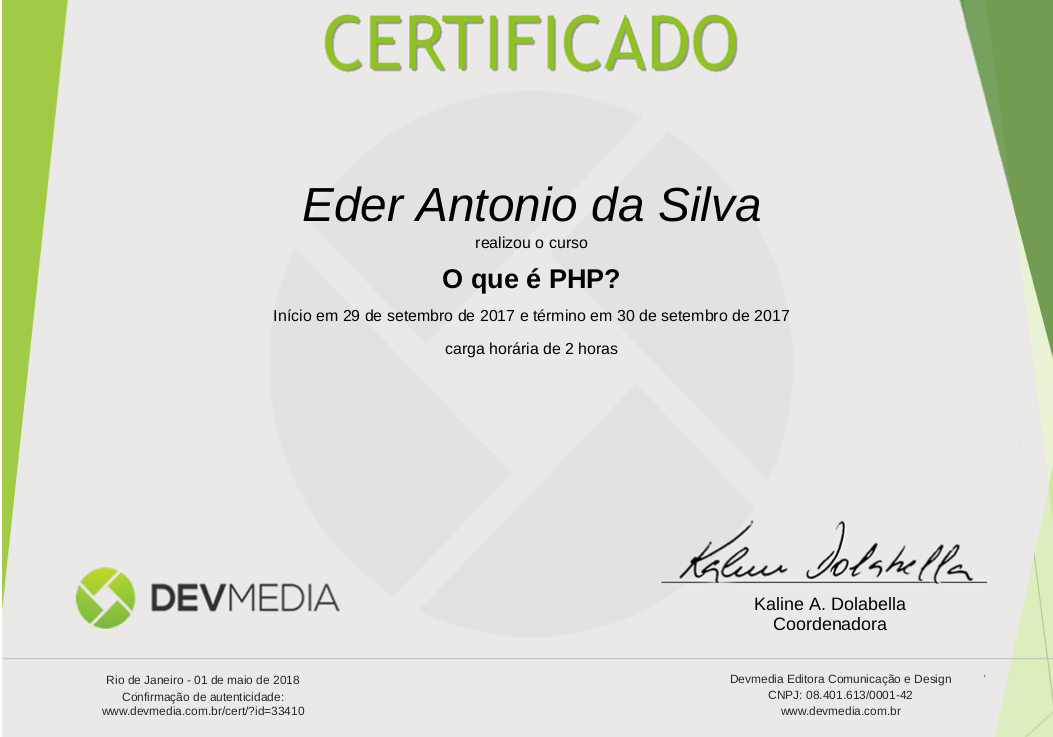 CERTIFICADO
Eder Antonio da Silva
realizou o curso
O que é PHP?
Início em 29 de setembro de 2017 e término em 30 de setembro de 2017
carga horária de 2 horas
Kaline Dolabella
DEVMEDIA
Kaline A. Dolabella
Coordenadora
Rio de Janeiro - 01 de maio de 2018
Confirmação de autenticidade:
www.devmedia.com.br/cert/?id=33410
Devmedia Editora Comunicação e Design
CNPJ: 08.401.613/0001-42
www.devmedia.com.br